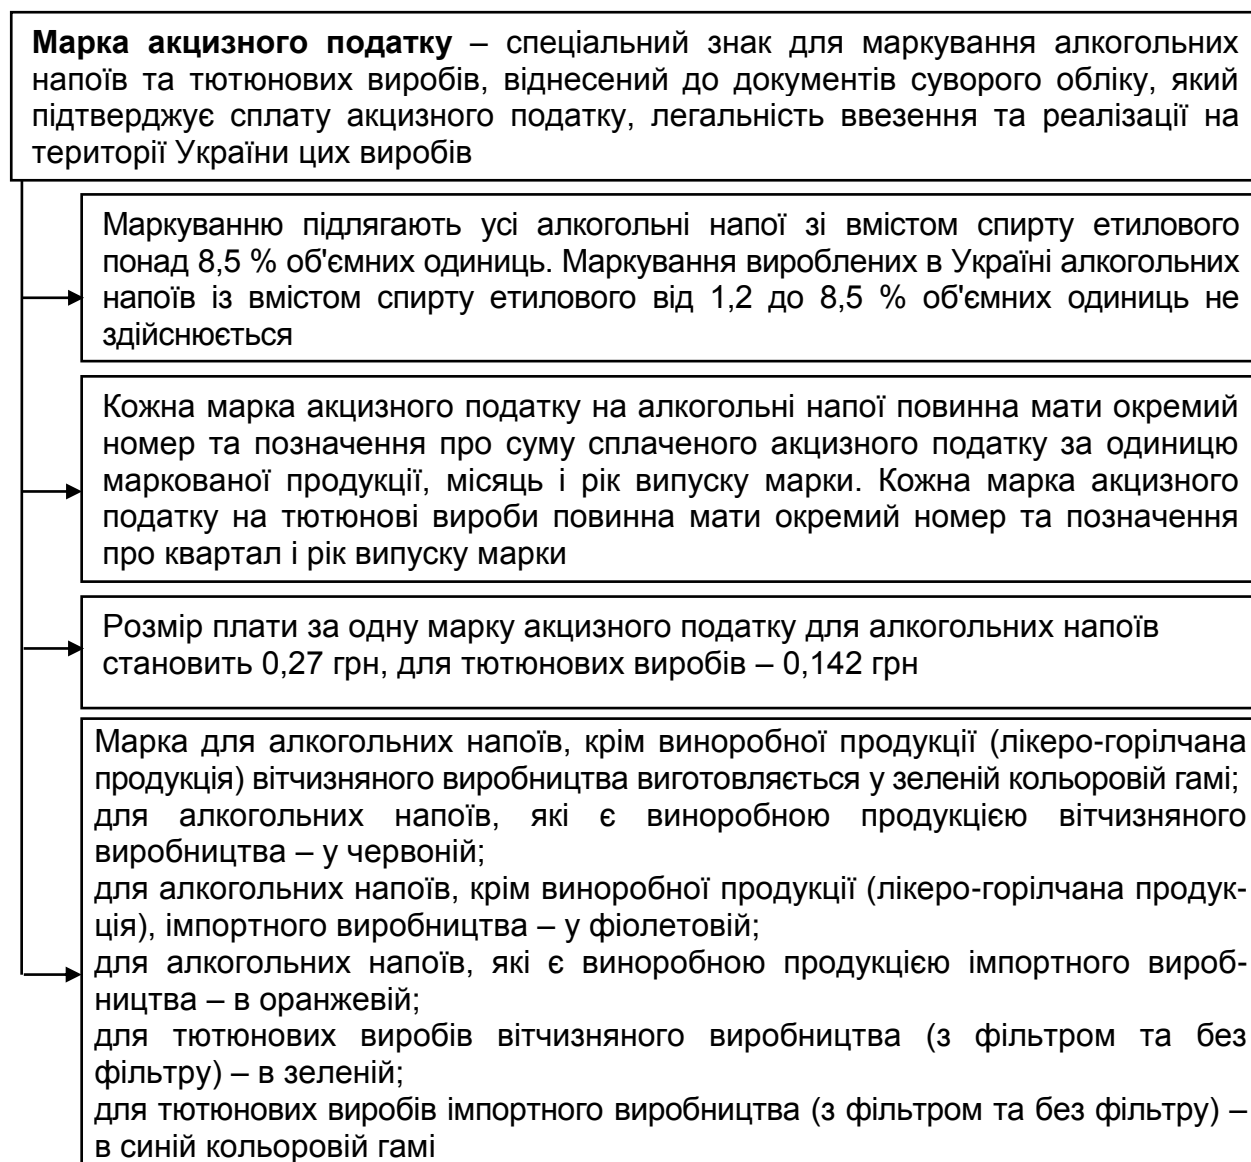 Марка акцизного податку – спеціальний знак для маркування алкогольних
напоїв та тютюнових виробів, віднесений до документів суворого обліку, який
підтверджує сплату акцизного податку, легальність ввезення та реалізації на
території України цих виробів
Маркуванню підлягають усі алкогольні напої зі вмістом спирту етилового
понад 8,5 % об'ємних одиниць. Маркування вироблених в Україні алкогольних
напоїв із вмістом спирту етилового від 1,2 до 8,5 % об'ємних одиниць не
здійснюється
Кожна марка акцизного податку на алкогольні напої повинна мати окремий
номер та позначення про суму сплаченого акцизного податку за одиницю
маркованої продукції, місяць і рік випуску марки. Кожна марка акцизного
податку на тютюнові вироби повинна мати окремий номер та позначення
про квартал і рік випуску марки
Розмір плати за одну марку акцизного податку для алкогольних напоїв
становить 0,27 грн, для тютюнових виробів – 0,142 грн
Марка для алкогольних напоїв, крім виноробної продукції (лікеро-горілчана
продукція) вітчизняного виробництва виготовляється у зеленій кольоровій гамі;
для алкогольних напоїв, які є виноробною продукцією вітчизняного
виробництва – у червоній;
для алкогольних напоїв, крім виноробної продукції (лікеро-горілчана продук-
ція), імпортного виробництва – у фіолетовій;
для алкогольних напоїв, які є виноробною продукцією імпортного вироб-
ництва – в оранжевій;
для тютюнових виробів вітчизняного виробництва (з фільтром та без
фільтру) – в зеленій;
для тютюнових виробів імпортного виробництва (з фільтром та без фільтру) –
в синій кольоровій гамі